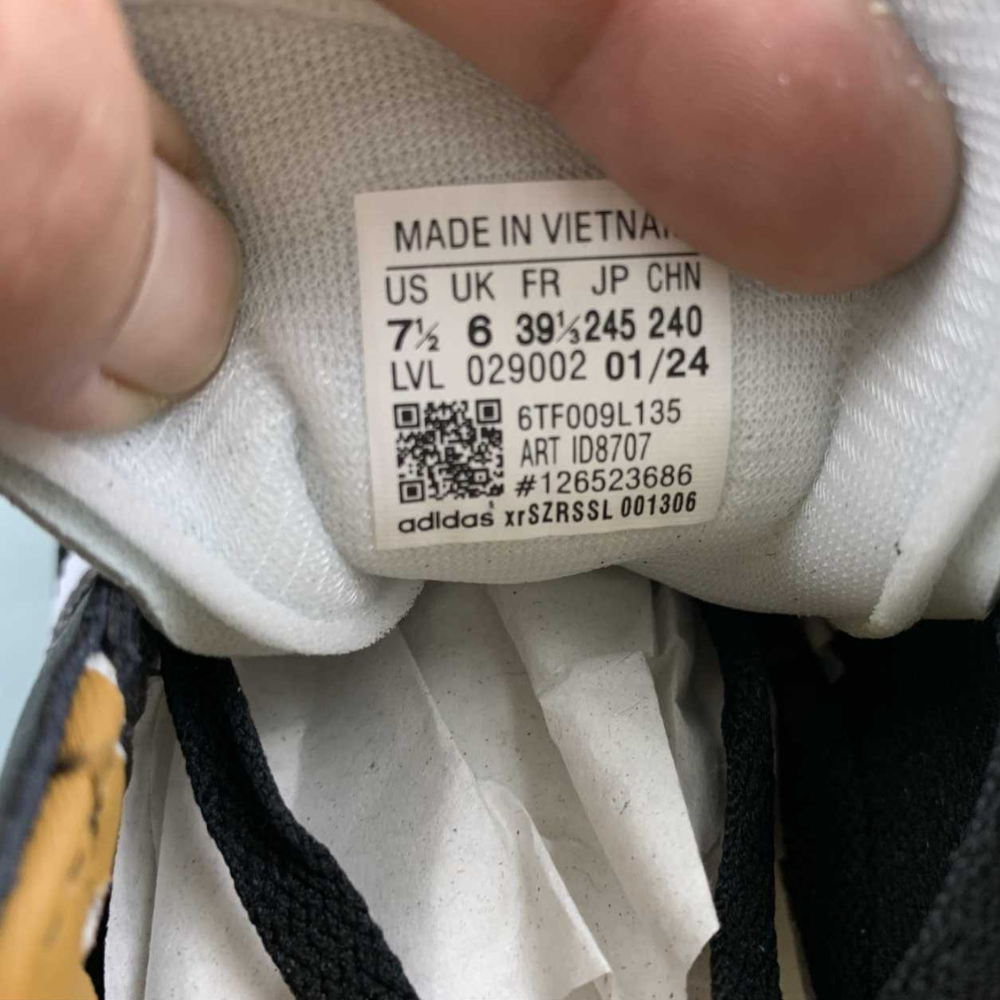 MADE IN VIETNA
US UK FR JP CHN
7½ 6 39⅓ 245 240
LVL 029002 01/24
6TF009L135
ART ID8707
#126523686
adidas xrSZRSSL 001306